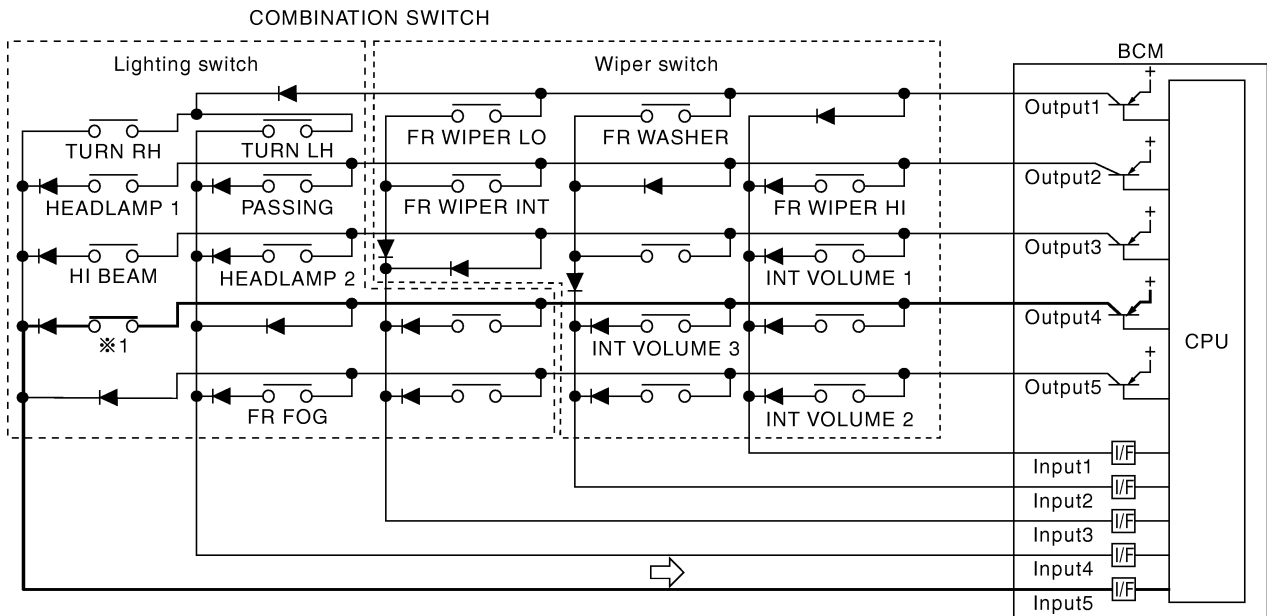 COMBINATION SWITCH
BCM
Lighting switch
Wiper switch
+
Output1
TURN RH
TURN LH
FR WIPER LO
FR WASHER
+
Output2
HEADLAMP 1
PASSING
FR WIPER INT
FR WIPER HI
+
Output3
HI BEAM
HEADLAMP 2
INT VOLUME 1
+
Output4
※1
INT VOLUME 3
CPU
+
Output5
FR FOG
INT VOLUME 2
Input1
I/F
Input2
I/F
Input3
I/F
Input4
I/F
Input5
I/F